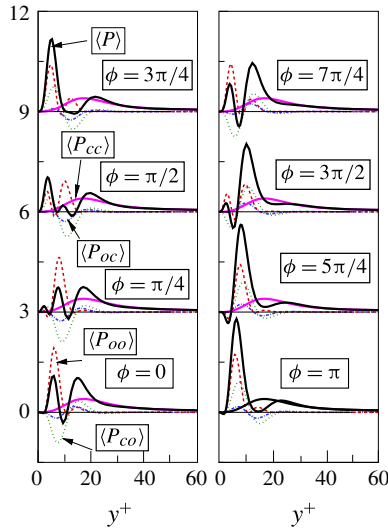 12
⟨P⟩
ϕ = 3π/4
ϕ = 7π/4
9
⟨P_cc⟩
ϕ = π/2
ϕ = 3π/2
6
⟨P_oc⟩
ϕ = π/4
ϕ = 5π/4
3
⟨P_oo⟩
ϕ = 0
ϕ = π
0
⟨P_co⟩
0 20 40 60 0 20 40 60
y⁺ y⁺